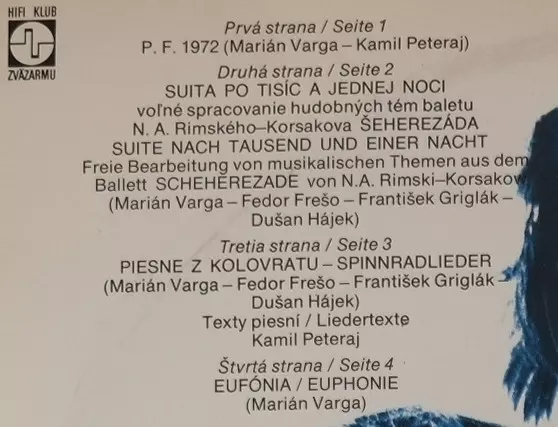 HIFI KLUB
ZVÄZARMU
Prvá strana / Seite 1
P. F. 1972 (Marián Varga – Kamil Peteraj)
Druhá strana / Seite 2
SUITA PO TISÍC A JEDNEJ NOCI
voľné spracovanie hudobných tém baletu
N. A. Rimského–Korsakova ŠEHEREZÁDA
SUITE NACH TAUSEND UND EINER NACHT
Freie Bearbeitung von musikalischen Themen aus dem
Ballett SCHEHEREZADE von N.A. Rimski–Korsakow
(Marián Varga – Fedor Frešo – František Griglák –
Dušan Hájek)
Tretia strana / Seite 3
PIESNE Z KOLOVRATU – SPINNRADLIEDER
(Marián Varga – Fedor Frešo – František Griglák –
Dušan Hájek)
Texty piesní / Liedertexte
Kamil Peteraj
Štvrtá strana / Seite 4
EUFÓNIA / EUPHONIE
(Marián Varga)